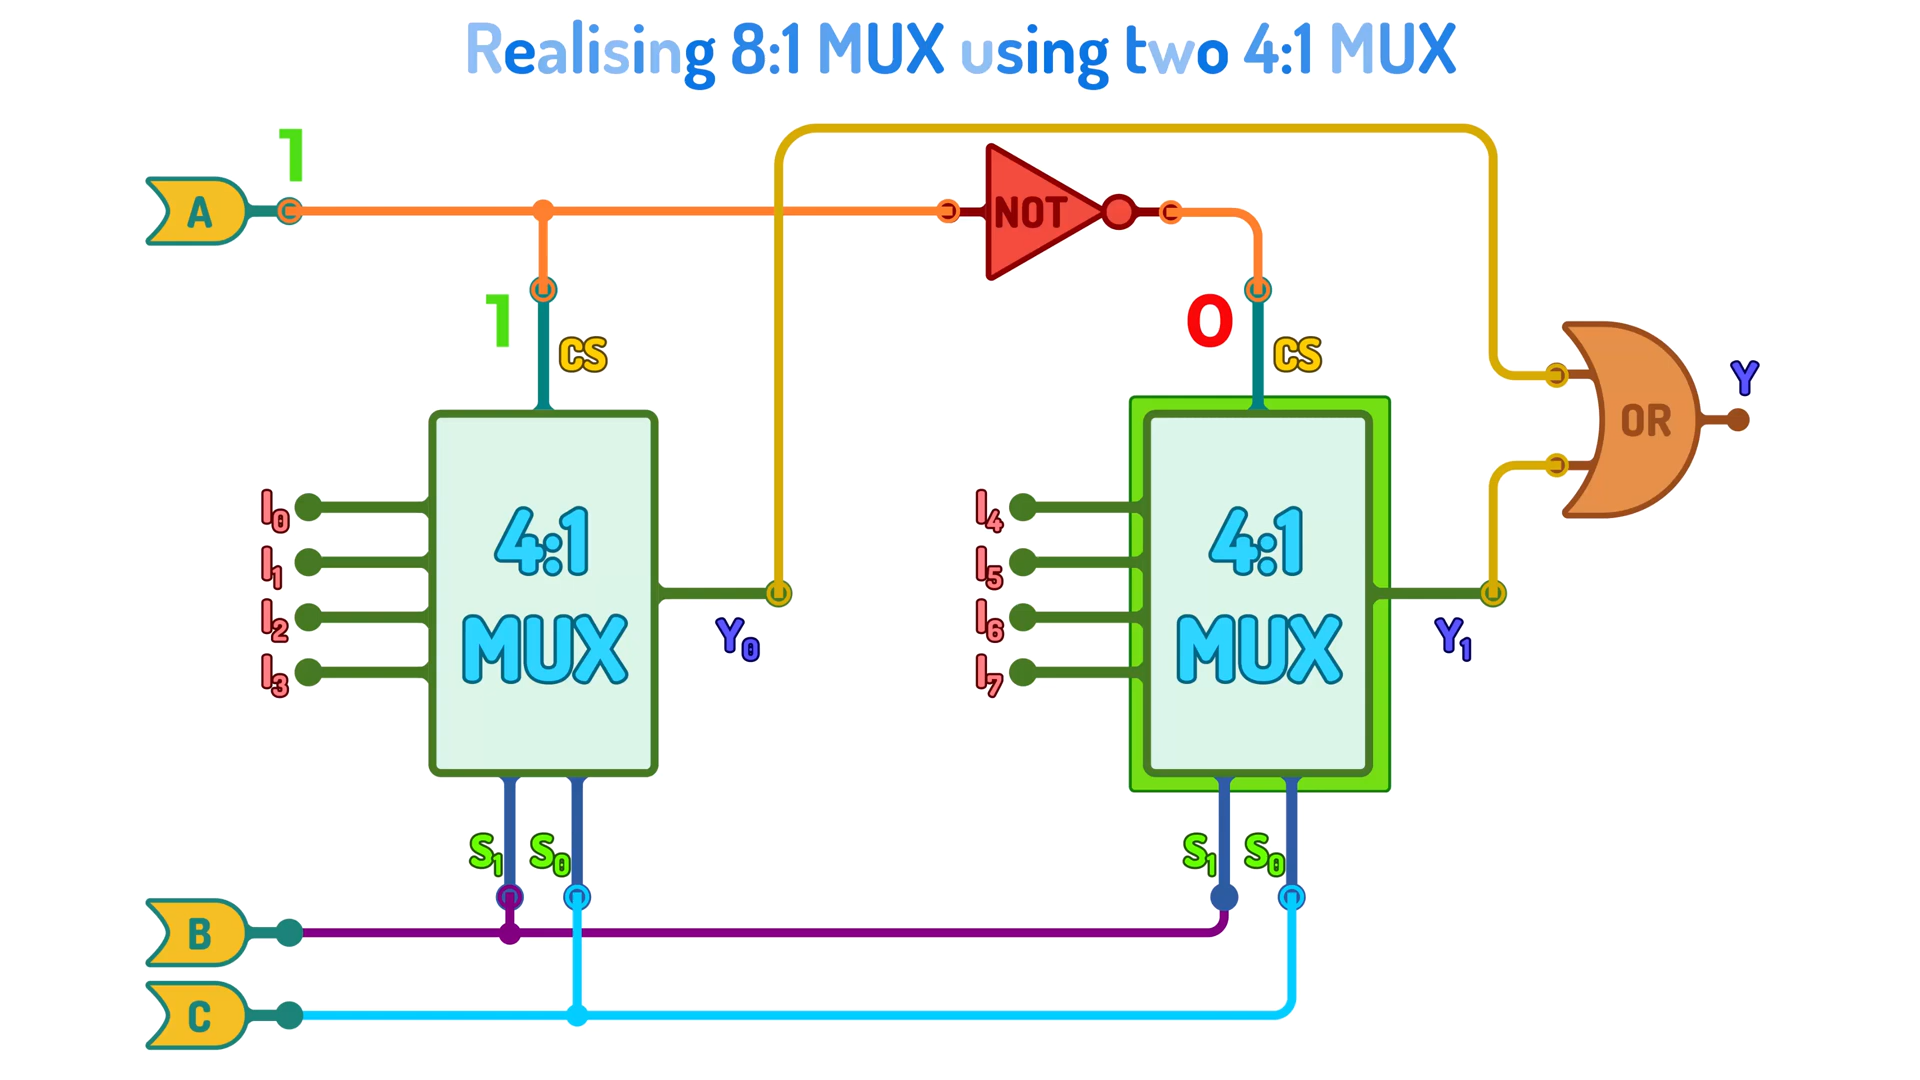 Realising 8:1 MUX using two 4:1 MUX
1
A
NOT
1
CS
0
CS
Y
OR
I0
I1
I2
I3
4:1
MUX
Y0
I4
I5
I6
I7
4:1
MUX
Y1
S1 S0
S1 S0
B
C